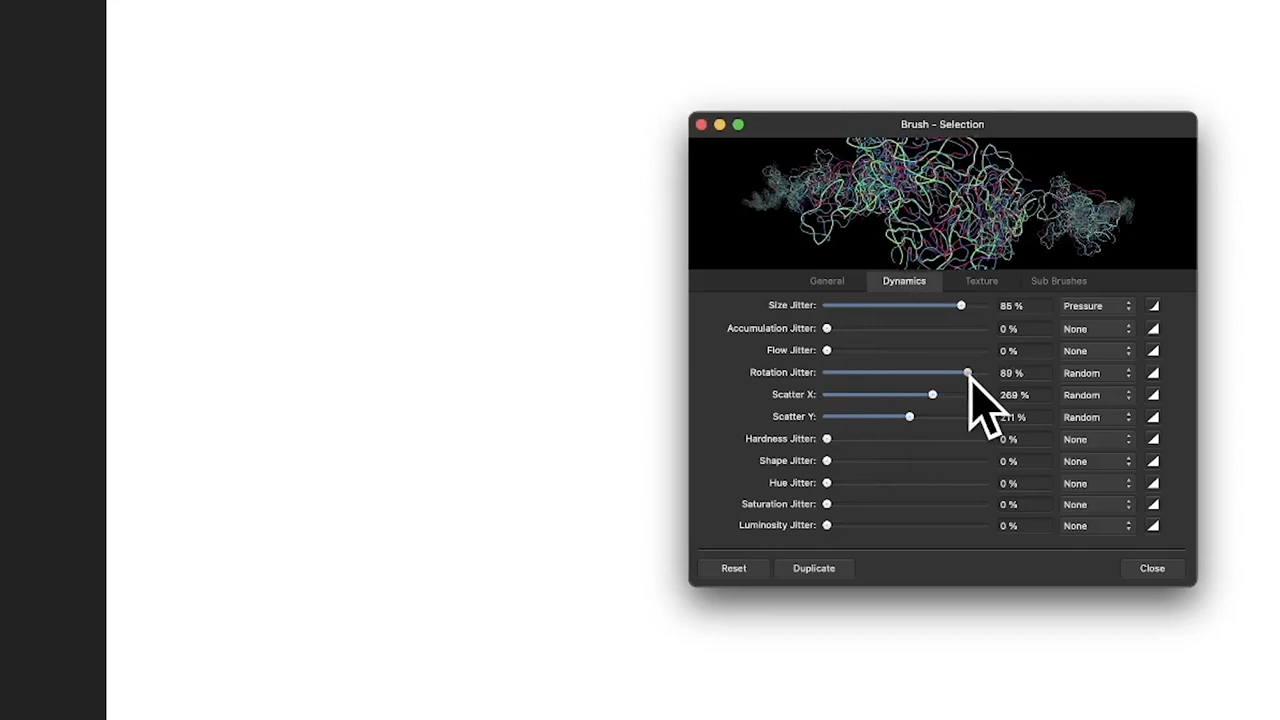 Brush - Selection
General Dynamics Texture Sub Brushes
Size Jitter: 85 % Pressure
Accumulation Jitter: 0 % None
Flow Jitter: 0 % None
Rotation Jitter: 89 % Random
Scatter X: 269 % Random
Scatter Y: 211 % Random
Hardness Jitter: 0 % None
Shape Jitter: 0 % None
Hue Jitter: 0 % None
Saturation Jitter: 0 % None
Luminosity Jitter: 0 % None
Reset Duplicate Close